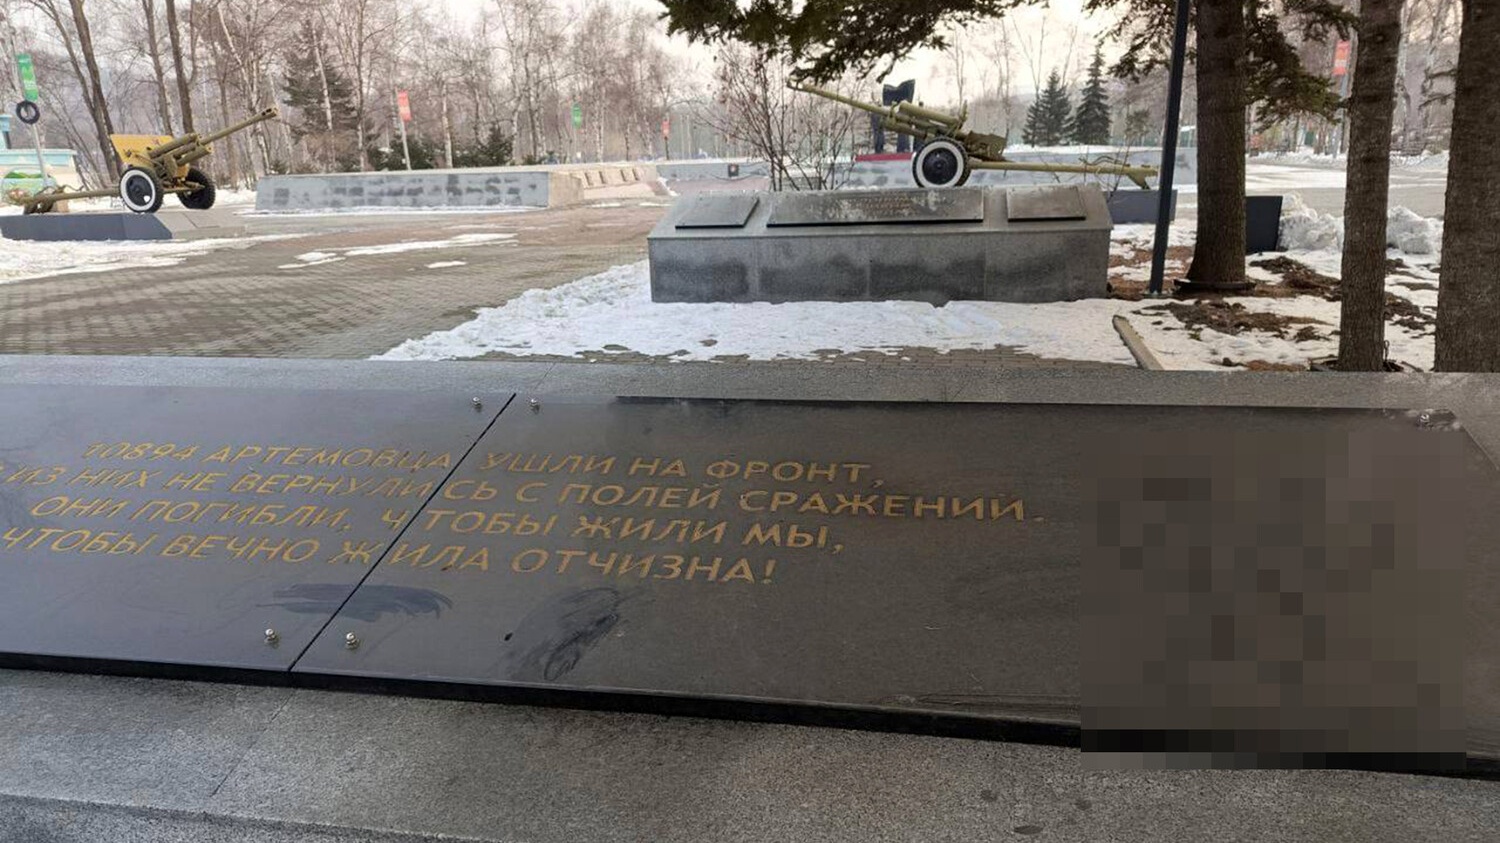 10894 АРТЕМОВЦА УШЛИ НА ФРОНТ,
ИЗ НИХ НЕ ВЕРНУЛИСЬ С ПОЛЕЙ СРАЖЕНИЙ.
ОНИ ПОГИБЛИ, ЧТОБЫ ЖИЛИ МЫ,
ЧТОБЫ ВЕЧНО ЖИЛА ОТЧИЗНА!